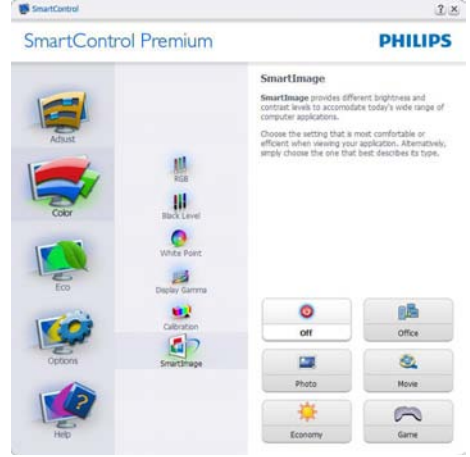 SmartControl
SmartControl Premium
PHILIPS
Adjust
Color
Eco
Options
Help
RGB
Black Level
White Point
Display Gamma
Calibration
SmartImage
SmartImage
SmartImage provides different brightness and
contrast levels to accomodate today's wide range of
computer applications.
Choose the setting that is most comfortable or
efficient when viewing your application. Alternatively,
simply choose the one that best describes its type.
Off
Office
Photo
Movie
Economy
Game